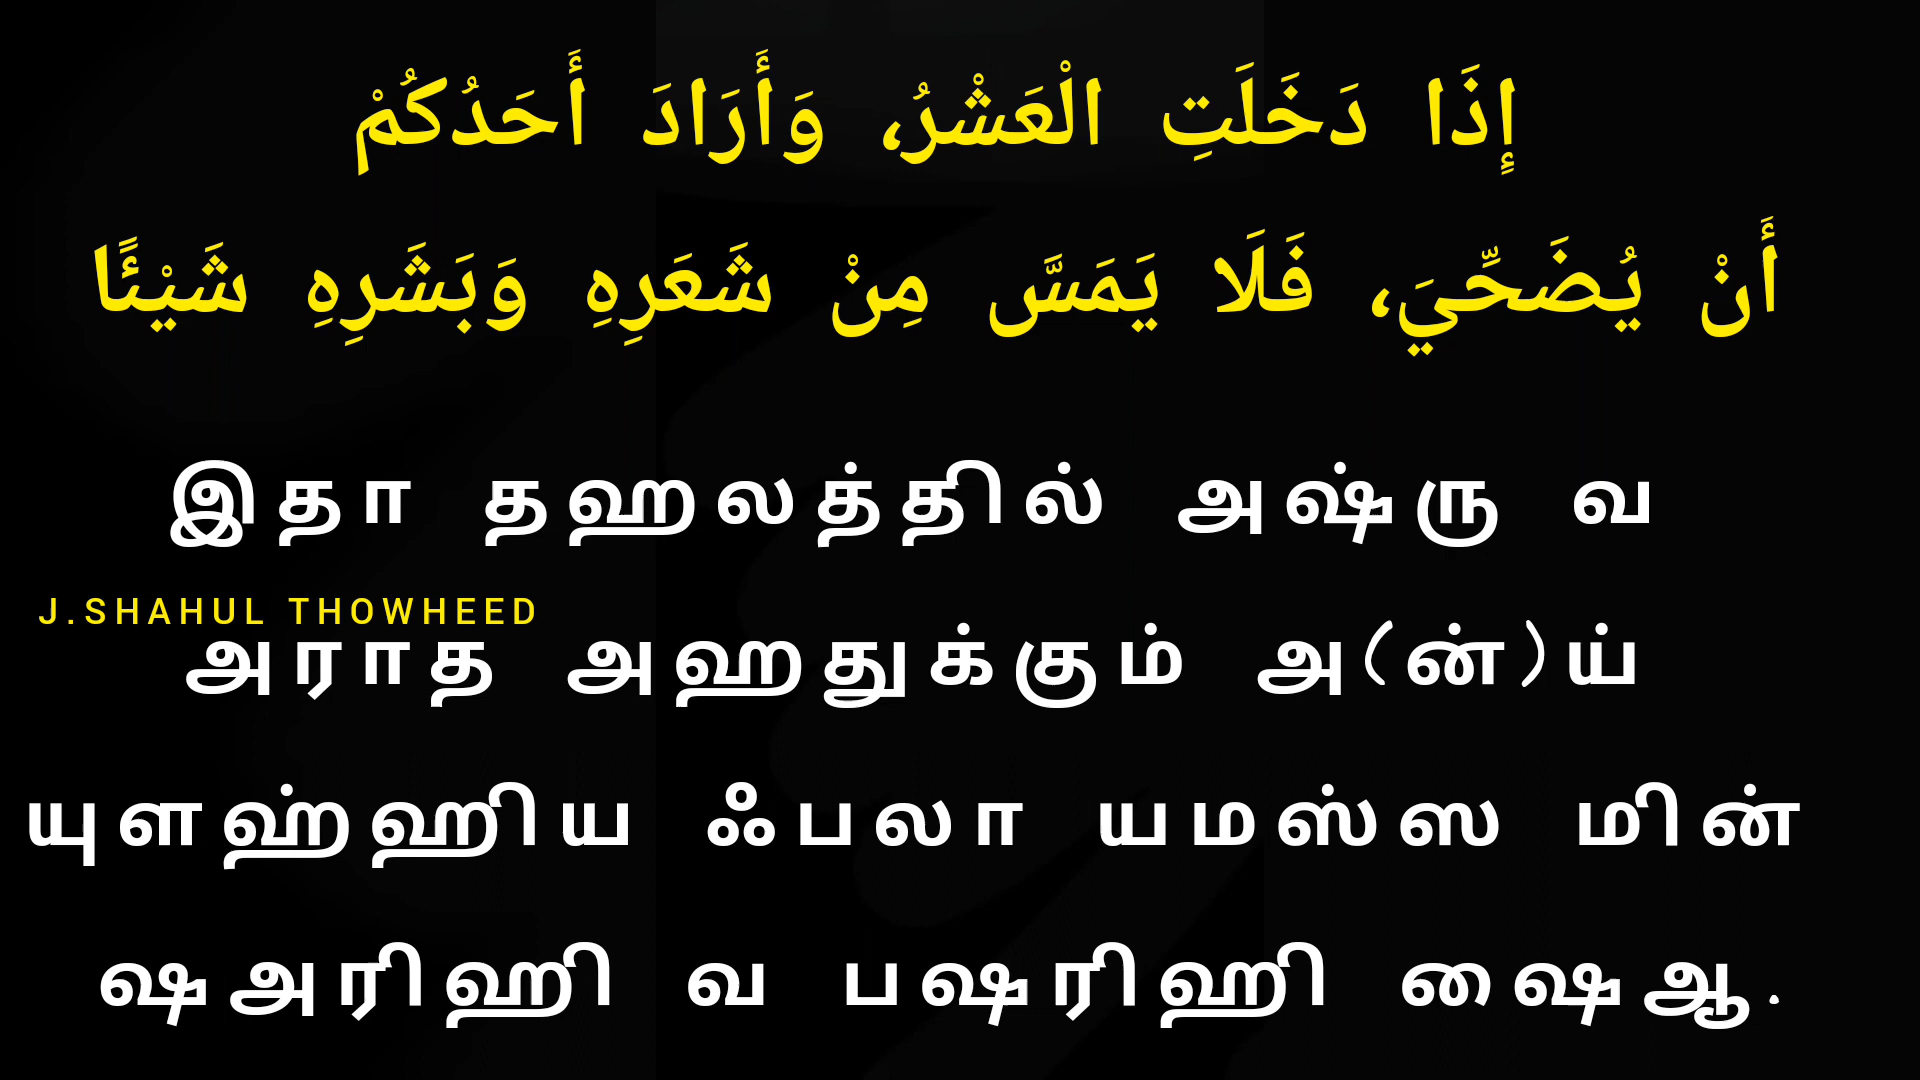 إِذَا دَخَلَتِ الْعَشْرُ، وَأَرَادَ أَحَدُكُمْ
أَنْ يُضَحِّيَ، فَلَا يَمَسَّ مِنْ شَعَرِهِ وَبَشَرِهِ شَيْئًا
இதா தஹலத்தில் அஷ்ரு வ
J.SHAHUL THOWHEED
அராத அஹதுக்கும் அ(ன்)ய்
யுளஹ்ஹிய ஃபலா யமஸ்ஸ மின்
ஷஅரிஹி வ பஷரிஹி ஷைஆ.